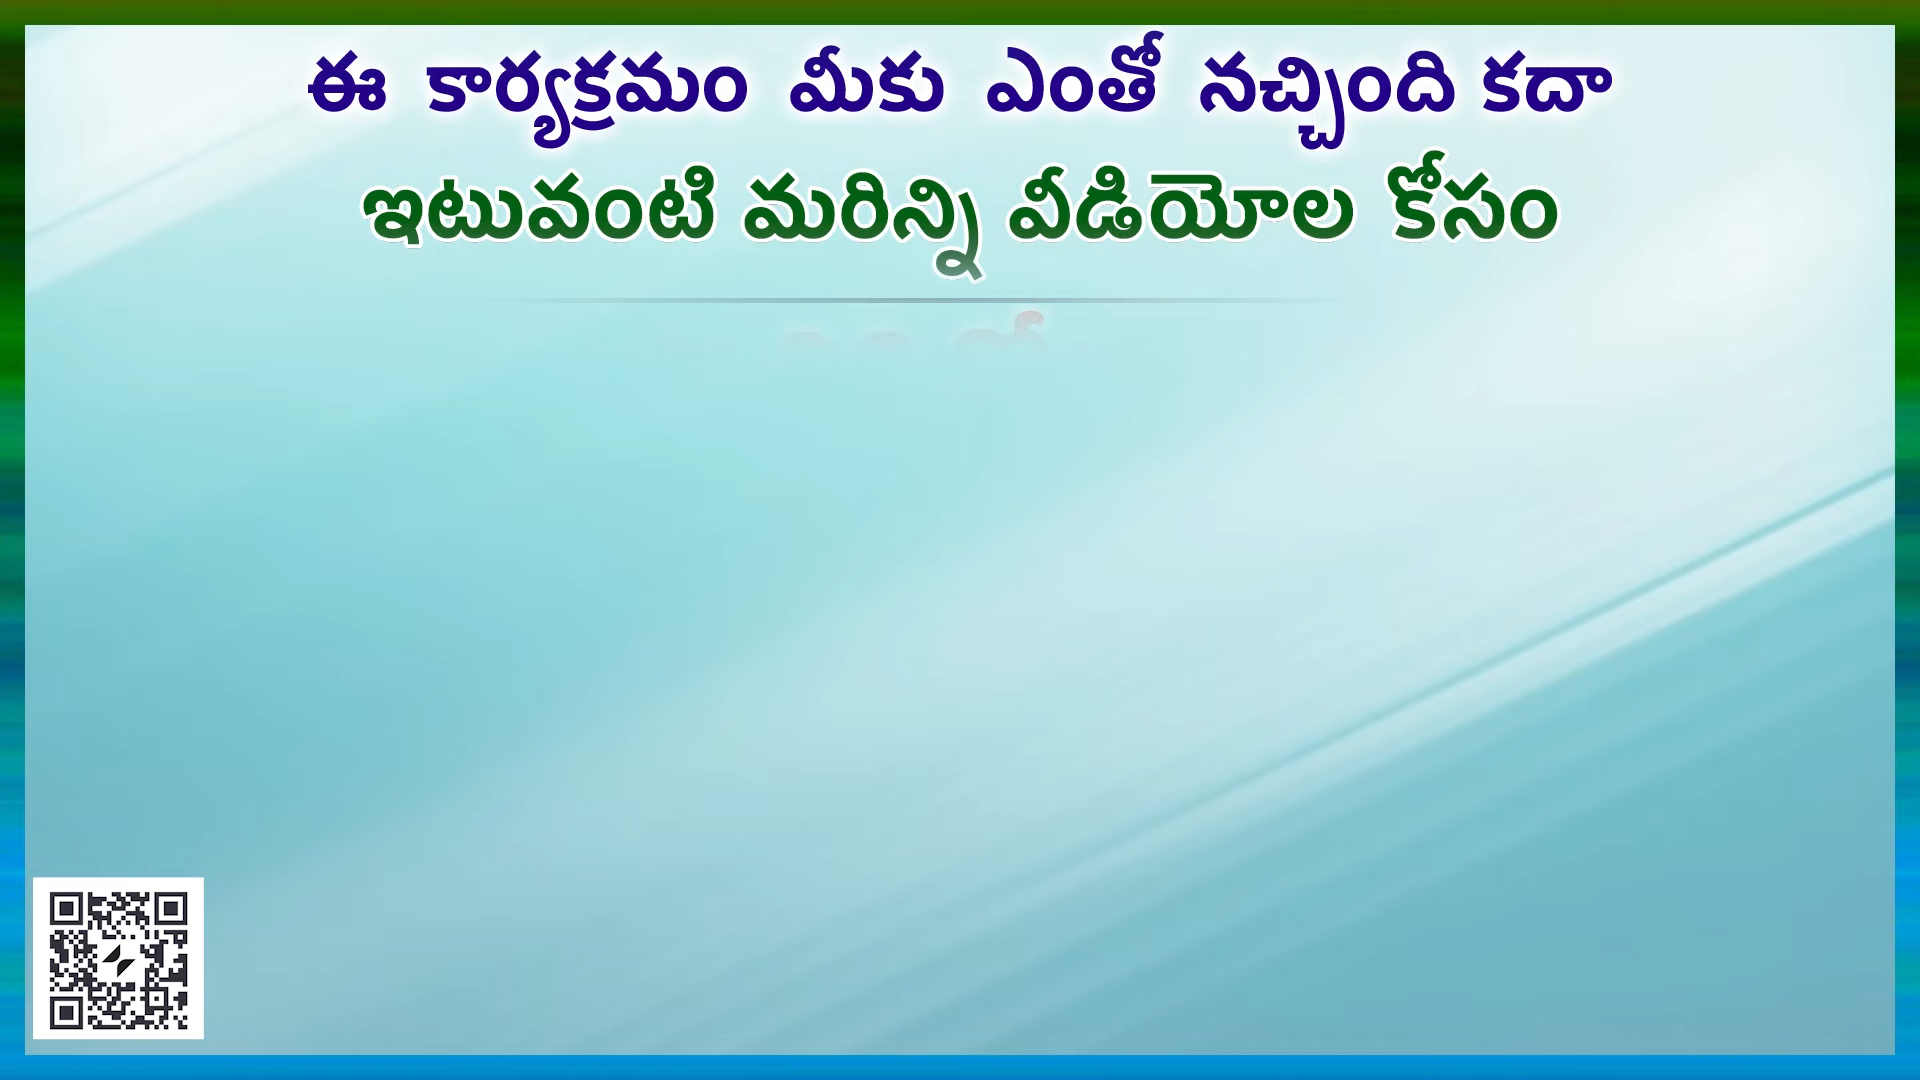 ఈ కార్యక్రమం మీకు ఎంతో నచ్చింది కదా
ఇటువంటి మరిన్ని వీడియోల కోసం